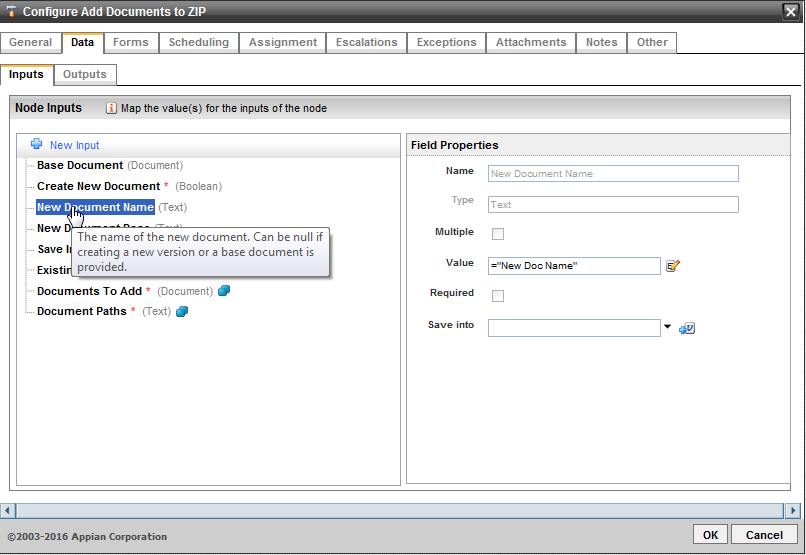 Configure Add Documents to ZIP
General Data Forms Scheduling Assignment Escalations Exceptions Attachments Notes Other
Inputs Outputs
Node Inputs Map the value(s) for the inputs of the node
New Input
Base Document (Document)
Create New Document * (Boolean)
New Document Name (Text)
New Document
Save In
Existin
The name of the new document. Can be null if
creating a new version or a base document is
provided.
Documents To Add * (Document)
Document Paths * (Text)
Field Properties
Name New Document Name
Type Text
Multiple
Value ="New Doc Name"
Required
Save into
©2003-2016 Appian Corporation
OK Cancel